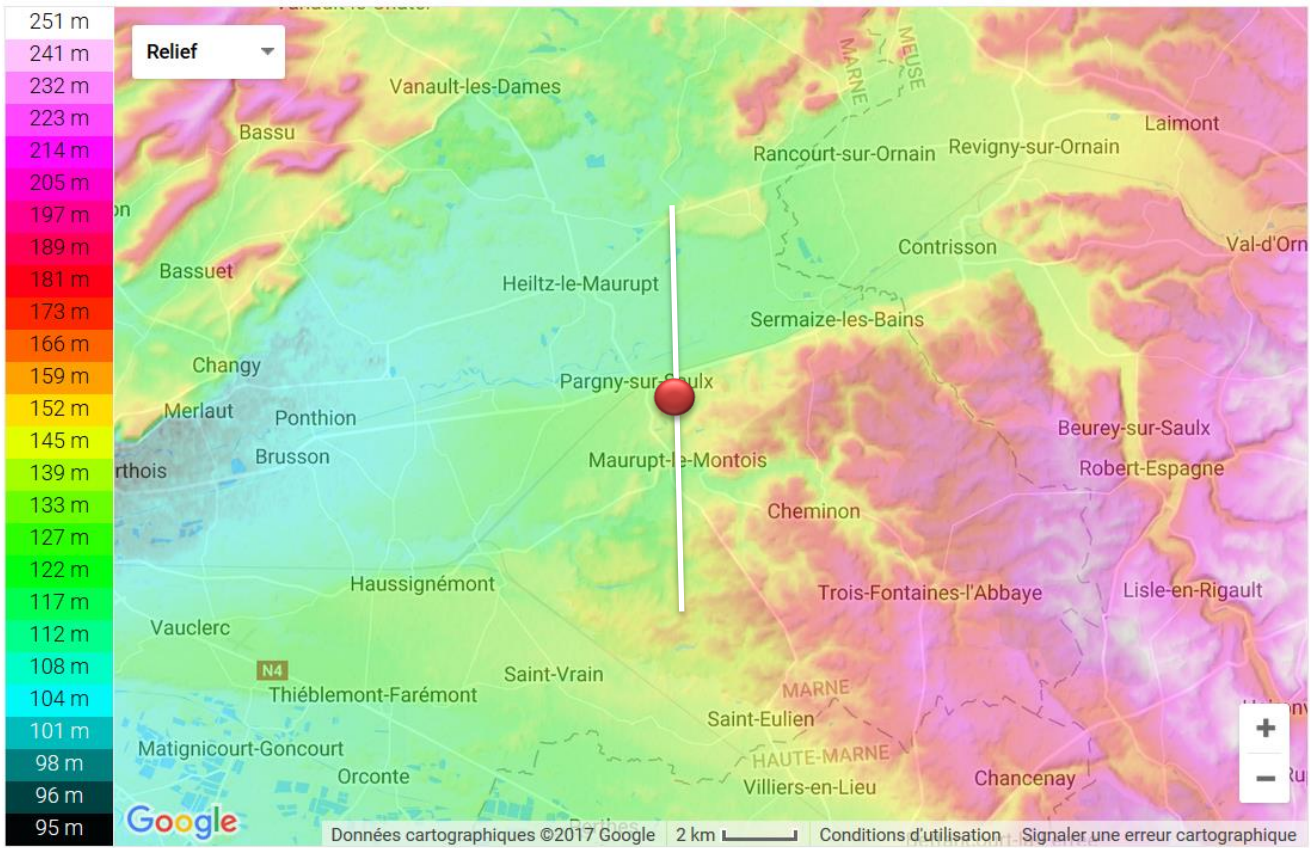 251 m
241 m
232 m
223 m
214 m
205 m
197 m
189 m
181 m
173 m
166 m
159 m
152 m
145 m
139 m
133 m
127 m
122 m
117 m
112 m
108 m
104 m
101 m
98 m
96 m
95 m
Relief
Vanault-les-Dames
MARNE
MEUSE
Bassu
Laimont
Rancourt-sur-Ornain
Revigny-sur-Ornain
on
Contrisson
Val-d'Orn
Bassuet
Heiltz-le-Maurupt
Sermaize-les-Bains
Changy
Pargny-sur-Saulx
Merlaut
Ponthion
Beurey-sur-Saulx
Brusson
Maurupt-le-Montois
Robert-Espagne
rthois
Cheminon
Haussignémont
Trois-Fontaines-l'Abbaye
Lisle-en-Rigault
Vauclerc
N4
Saint-Vrain
Thiéblemont-Farémont
MARNE
Saint-Eulien
HAUTE-MARNE
Matignicourt-Goncourt
Orconte
Villiers-en-Lieu
Chancenay
+
−
Google
Perthes
Données cartographiques ©2017 Google
2 km
Conditions d'utilisation
Signaler une erreur cartographique